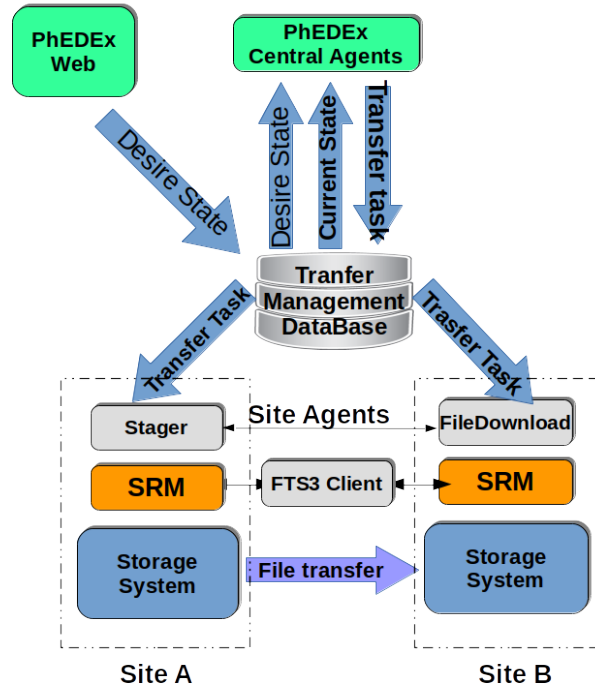 PhEDEx
Web
PhEDEx
Central Agents
Desire State
Desire State
Current State
Transfer task
Tranfer
Management
DataBase
Transfer Task
Trasfer Task
Stager
Site Agents
FileDownload
SRM
FTS3 Client
SRM
Storage
System
File transfer
Storage
System
Site A
Site B